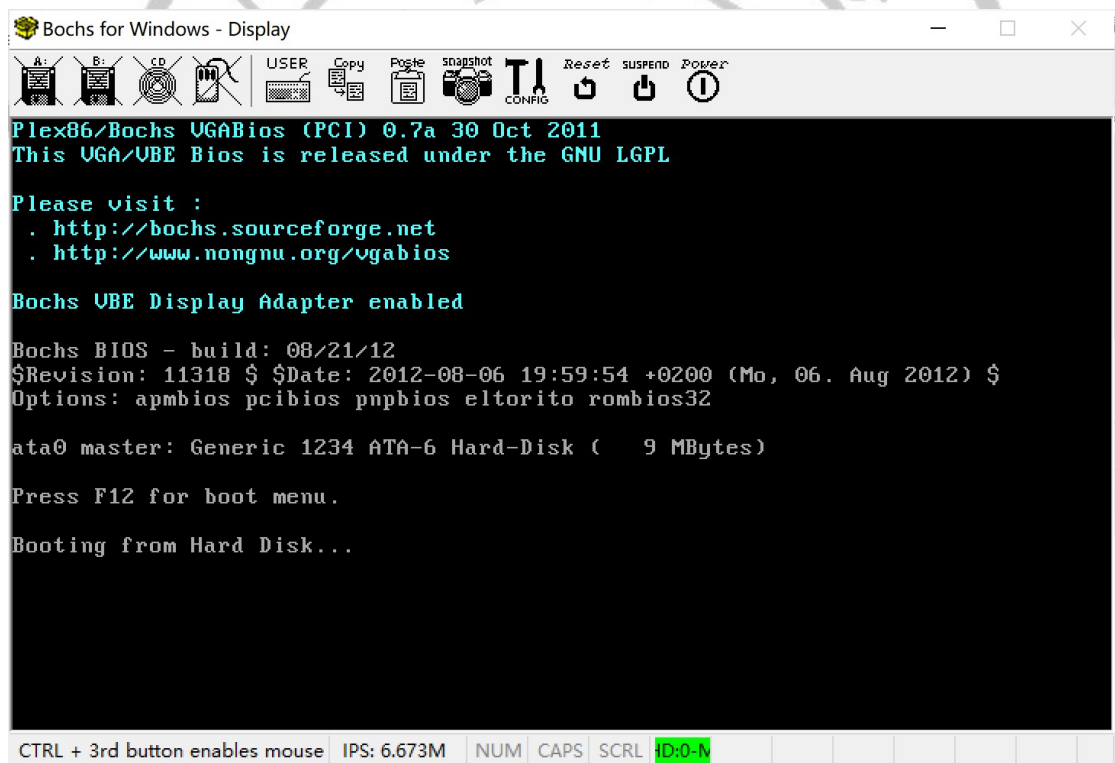 Bochs for Windows - Display
A: B: CD USER Copy Paste snapshot CONFIG Reset SUSPEND Power
Plex86/Bochs VGABios (PCI) 0.7a 30 Oct 2011
This VGA/VBE Bios is released under the GNU LGPL
Please visit :
. http://bochs.sourceforge.net
. http://www.nongnu.org/vgabios
Bochs VBE Display Adapter enabled
Bochs BIOS - build: 08/21/12
$Revision: 11318 $ $Date: 2012-08-06 19:59:54 +0200 (Mo, 06. Aug 2012) $
Options: apmbios pcibios pnpbios eltorito rombios32
ata0 master: Generic 1234 ATA-6 Hard-Disk (   9 MBytes)
Press F12 for boot menu.
Booting from Hard Disk...
CTRL + 3rd button enables mouse IPS: 6.673M NUM CAPS SCRL HD:0-M